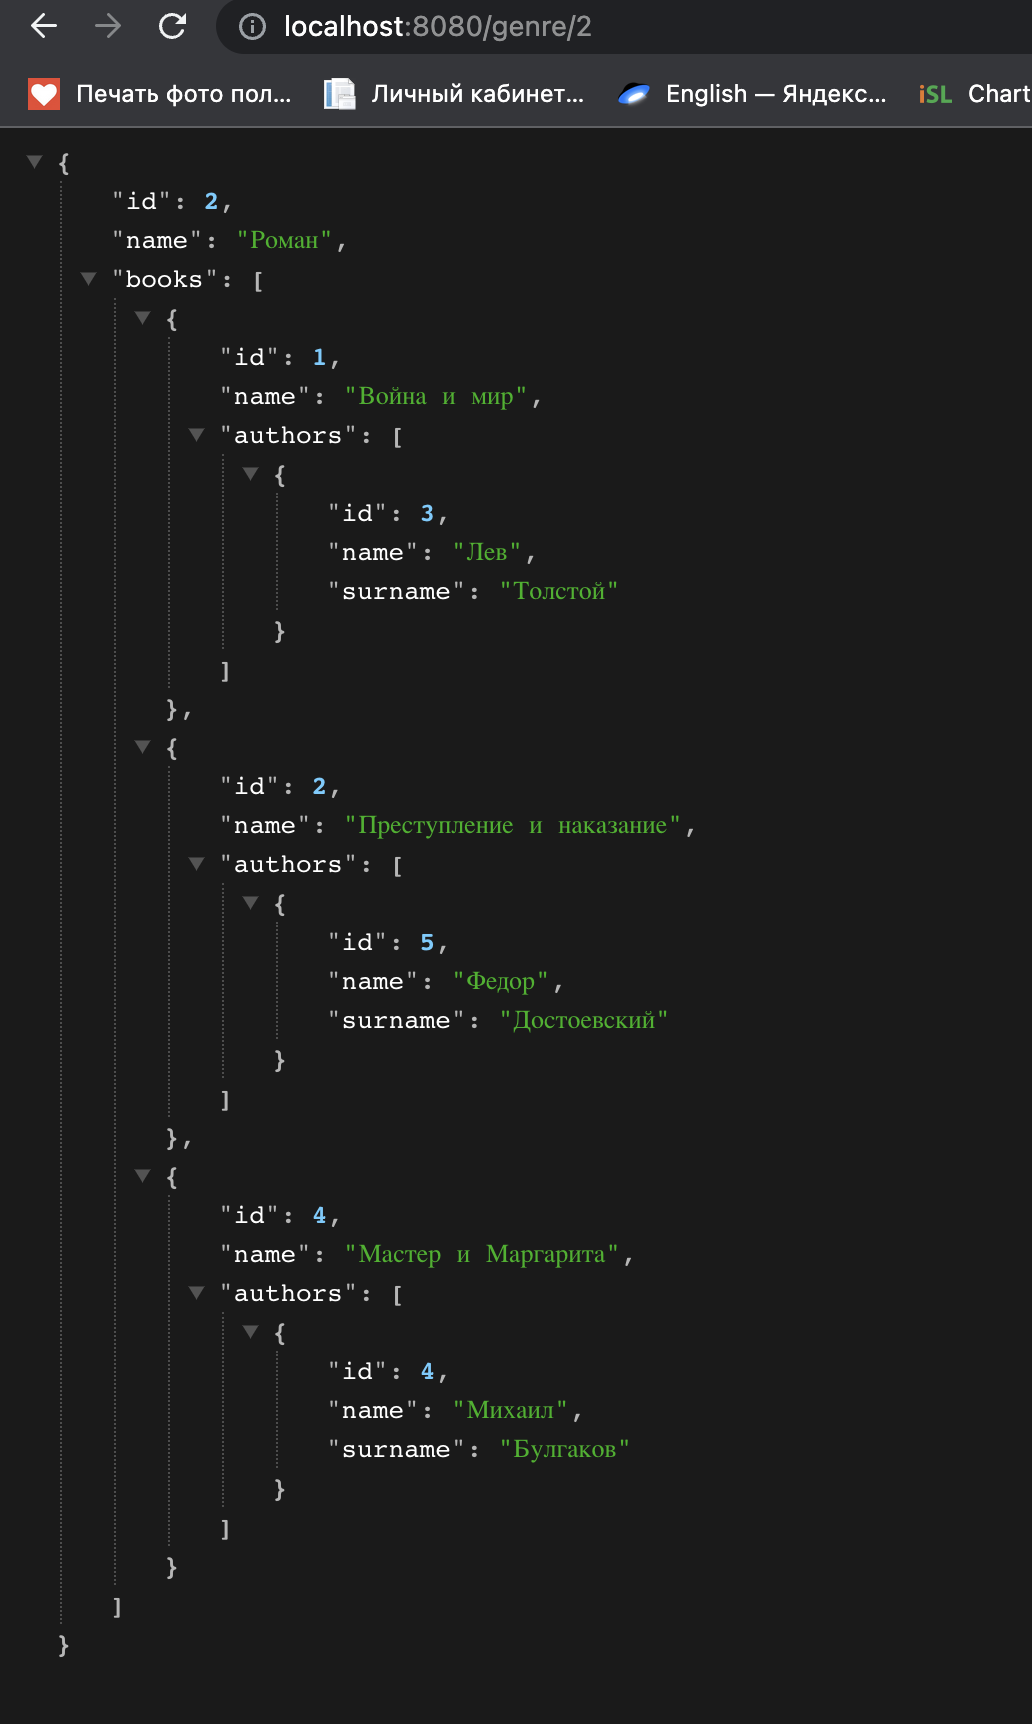 localhost:8080/genre/2
Печать фото пол... Личный кабинет... English — Яндекс... iSL Chart
{
"id": 2,
"name": "Роман",
"books": [
{
"id": 1,
"name": "Война и мир",
"authors": [
{
"id": 3,
"name": "Лев",
"surname": "Толстой"
}
]
},
{
"id": 2,
"name": "Преступление и наказание",
"authors": [
{
"id": 5,
"name": "Федор",
"surname": "Достоевский"
}
]
},
{
"id": 4,
"name": "Мастер и Маргарита",
"authors": [
{
"id": 4,
"name": "Михаил",
"surname": "Булгаков"
}
]
}
]
}